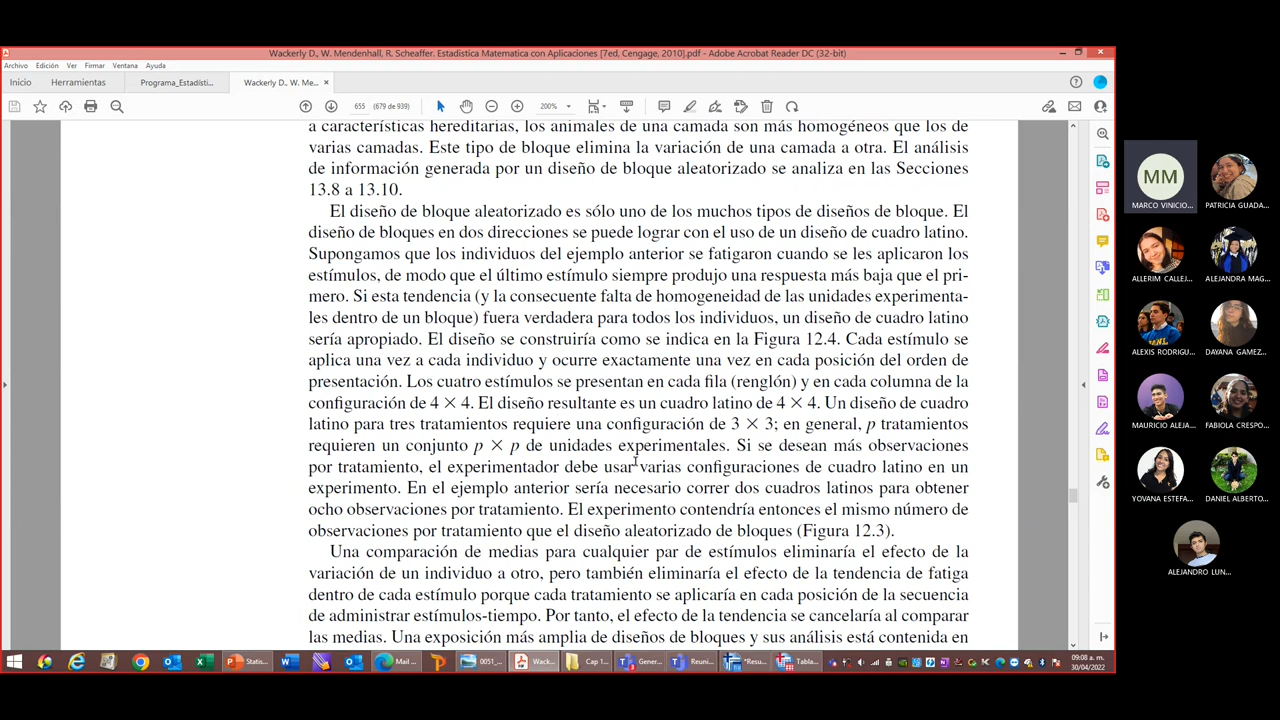 Wackerly D., W. Mendenhall, R. Scheaffer. Estadistica Matematica con Aplicaciones [7ed, Cengage, 2010].pdf - Adobe Acrobat Reader DC (32-bit)
Archivo Edición Ver Firmar Ventana Ayuda
Inicio Herramientas Programa_Estadísti... Wackerly D., W. Me... ×
655 (679 de 939) 200%
a características hereditarias, los animales de una camada son más homogéneos que los de
varias camadas. Este tipo de bloque elimina la variación de una camada a otra. El análisis
de información generada por un diseño de bloque aleatorizado se analiza en las Secciones
13.8 a 13.10.
El diseño de bloque aleatorizado es sólo uno de los muchos tipos de diseños de bloque. El
diseño de bloques en dos direcciones se puede lograr con el uso de un diseño de cuadro latino.
Supongamos que los individuos del ejemplo anterior se fatigaron cuando se les aplicaron los
estímulos, de modo que el último estímulo siempre produjo una respuesta más baja que el pri-
mero. Si esta tendencia (y la consecuente falta de homogeneidad de las unidades experimenta-
les dentro de un bloque) fuera verdadera para todos los individuos, un diseño de cuadro latino
sería apropiado. El diseño se construiría como se indica en la Figura 12.4. Cada estímulo se
aplica una vez a cada individuo y ocurre exactamente una vez en cada posición del orden de
presentación. Los cuatro estímulos se presentan en cada fila (renglón) y en cada columna de la
configuración de 4 × 4. El diseño resultante es un cuadro latino de 4 × 4. Un diseño de cuadro
latino para tres tratamientos requiere una configuración de 3 × 3; en general, p tratamientos
requieren un conjunto p × p de unidades experimentales. Si se desean más observaciones
por tratamiento, el experimentador debe usar varias configuraciones de cuadro latino en un
experimento. En el ejemplo anterior sería necesario correr dos cuadros latinos para obtener
ocho observaciones por tratamiento. El experimento contendría entonces el mismo número de
observaciones por tratamiento que el diseño aleatorizado de bloques (Figura 12.3).
Una comparación de medias para cualquier par de estímulos eliminaría el efecto de la
variación de un individuo a otro, pero también eliminaría el efecto de la tendencia de fatiga
dentro de cada estímulo porque cada tratamiento se aplicaría en cada posición de la secuencia
de administrar estímulos-tiempo. Por tanto, el efecto de la tendencia se cancelaría al comparar
las medias. Una exposición más amplia de diseños de bloques y sus análisis está contenida en
MM
MARCO VINICIO...
PATRICIA GUADA...
ALLERIM CALLEJ...
ALEJANDRA MAG...
ALEXIS RODRIGU...
DAYANA GAMEZ...
MAURICIO ALEJA...
FABIOLA CRESPO...
YOVANA ESTEFA...
DANIEL ALBERTO...
ALEJANDRO LUN...
Statis... Mail ... 0051_... Wack... Cap 1... Gener... Reuni... *Resu... Tabla...
09:08 a. m.
30/04/2022